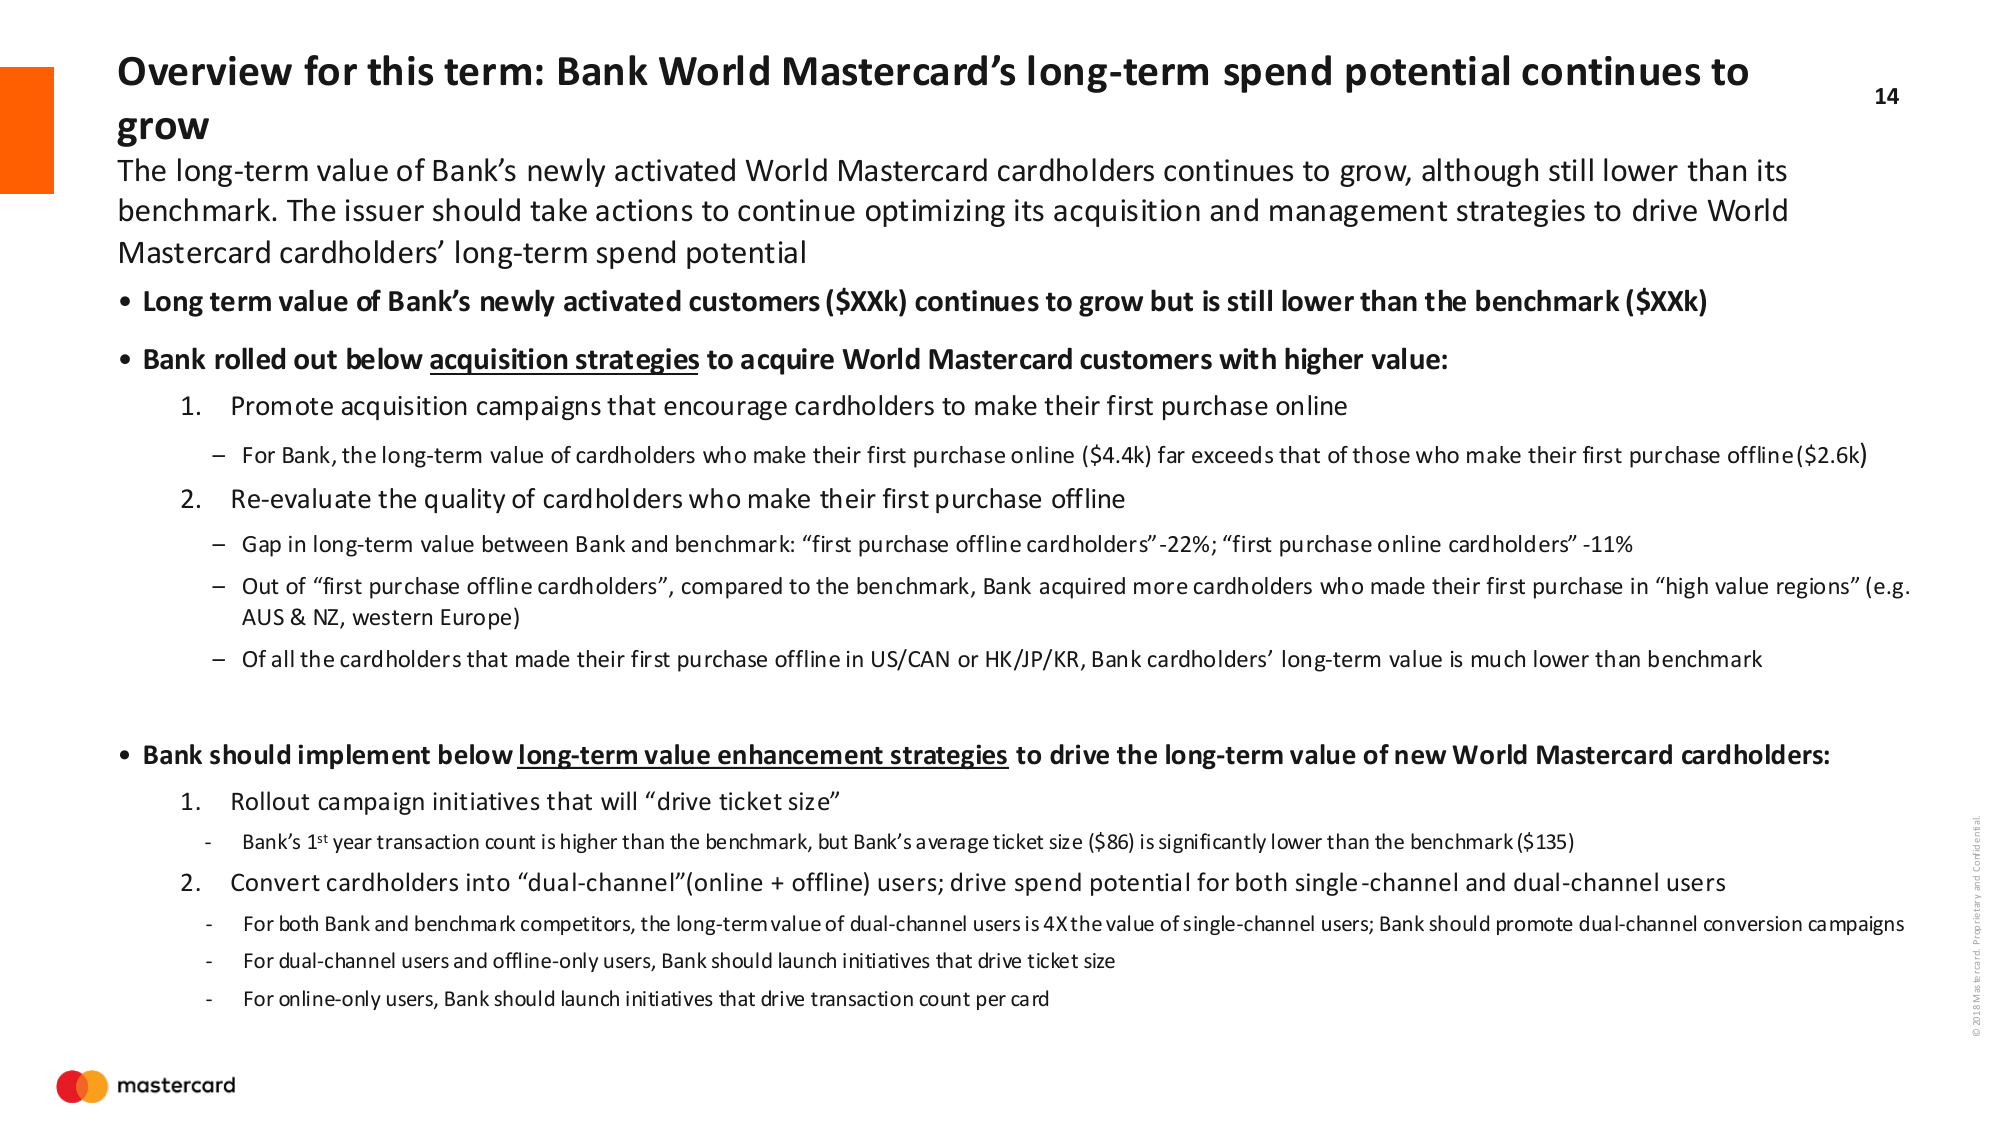 Overview for this term: Bank World Mastercard’s long-term spend potential continues to
grow
14
The long-term value of Bank’s newly activated World Mastercard cardholders continues to grow, although still lower than its
benchmark. The issuer should take actions to continue optimizing its acquisition and management strategies to drive World
Mastercard cardholders’ long-term spend potential
• Long term value of Bank’s newly activated customers ($XXk) continues to grow but is still lower than the benchmark ($XXk)
• Bank rolled out below acquisition strategies to acquire World Mastercard customers with higher value:
1. Promote acquisition campaigns that encourage cardholders to make their first purchase online
– For Bank, the long-term value of cardholders who make their first purchase online ($4.4k) far exceeds that of those who make their first purchase offline ($2.6k)
2. Re-evaluate the quality of cardholders who make their first purchase offline
– Gap in long-term value between Bank and benchmark: “first purchase offline cardholders” -22%; “first purchase online cardholders” -11%
– Out of “first purchase offline cardholders”, compared to the benchmark, Bank acquired more cardholders who made their first purchase in “high value regions” (e.g.
AUS & NZ, western Europe)
– Of all the cardholders that made their first purchase offline in US/CAN or HK/JP/KR, Bank cardholders’ long-term value is much lower than benchmark
• Bank should implement below long-term value enhancement strategies to drive the long-term value of new World Mastercard cardholders:
1. Rollout campaign initiatives that will “drive ticket size”
- Bank’s 1st year transaction count is higher than the benchmark, but Bank’s average ticket size ($86) is significantly lower than the benchmark ($135)
2. Convert cardholders into “dual-channel”(online + offline) users; drive spend potential for both single-channel and dual-channel users
- For both Bank and benchmark competitors, the long-term value of dual-channel users is 4X the value of single-channel users; Bank should promote dual-channel conversion campaigns
- For dual-channel users and offline-only users, Bank should launch initiatives that drive ticket size
- For online-only users, Bank should launch initiatives that drive transaction count per card
©2018 Mastercard. Proprietary and Confidential.
mastercard